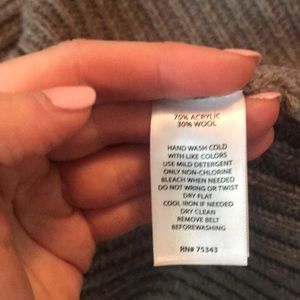 70% ACRYLIC
30% WOOL
HAND WASH COLD
WITH LIKE COLORS
USE MILD DETERGENT
ONLY NON-CHLORINE
BLEACH WHEN NEEDED
DO NOT WRING OR TWIST
DRY FLAT
COOL IRON IF NEEDED
DRY CLEAN
REMOVE BELT
BEFOREWASHING
RN# 75343